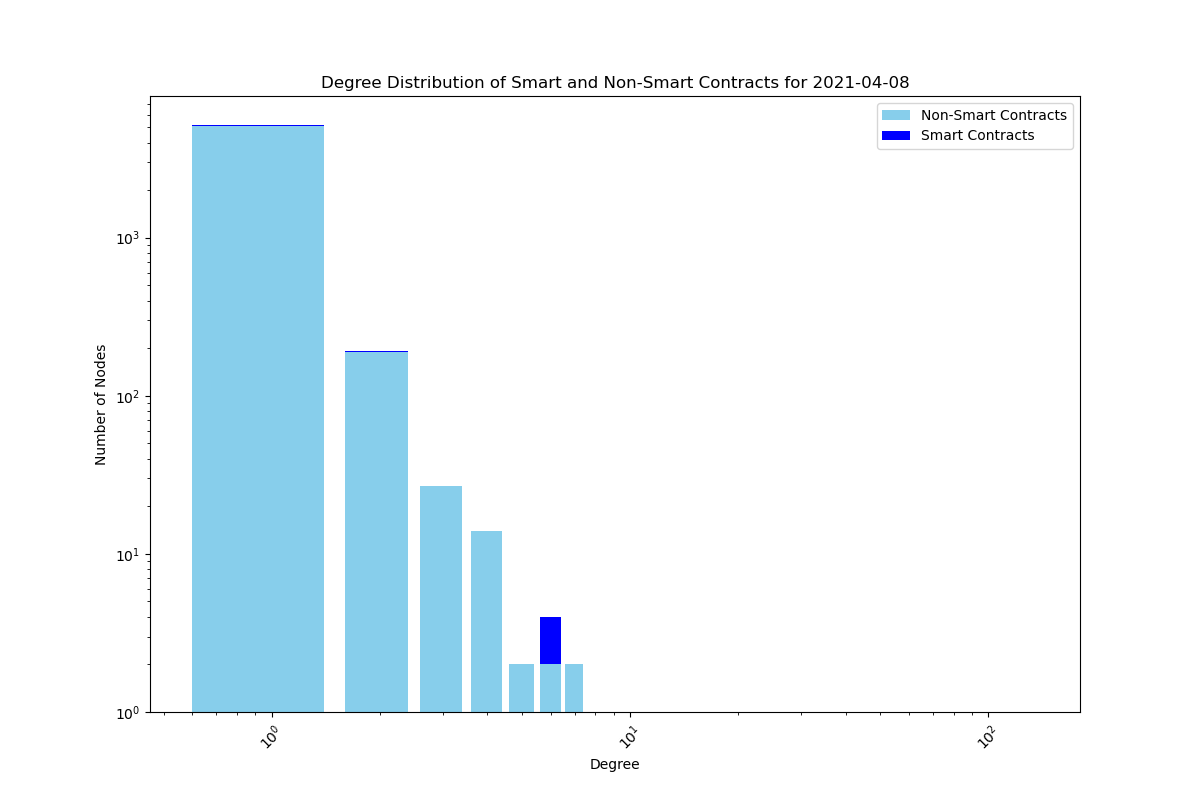 Degree Distribution of Smart and Non-Smart Contracts for 2021-04-08
Non-Smart Contracts
Smart Contracts
Number of Nodes
10³
10²
10¹
10⁰
10⁰
10¹
10²
Degree